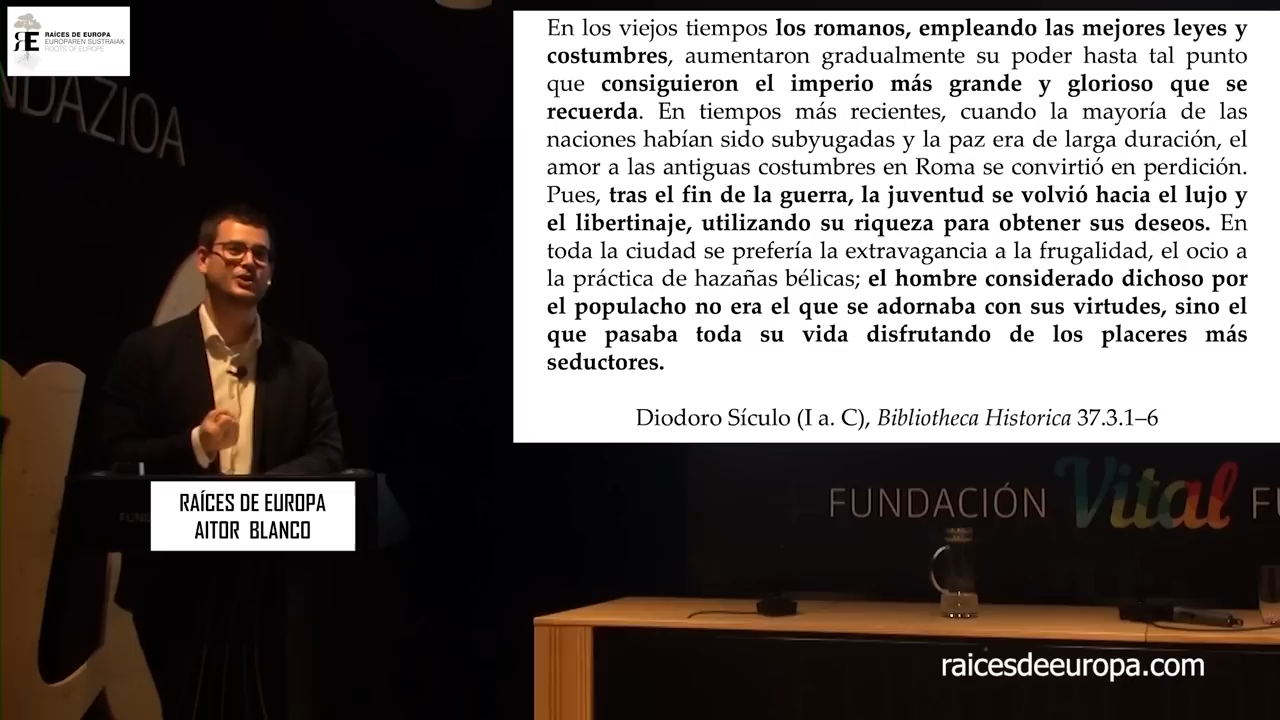 RAÍCES DE EUROPA
EUROPAREN SUSTRAIAK
ROOTS OF EUROPE
NDAZIOA
En los viejos tiempos los romanos, empleando las mejores leyes y
costumbres, aumentaron gradualmente su poder hasta tal punto
que consiguieron el imperio más grande y glorioso que se
recuerda. En tiempos más recientes, cuando la mayoría de las
naciones habían sido subyugadas y la paz era de larga duración, el
amor a las antiguas costumbres en Roma se convirtió en perdición.
Pues, tras el fin de la guerra, la juventud se volvió hacia el lujo y
el libertinaje, utilizando su riqueza para obtener sus deseos. En
toda la ciudad se prefería la extravagancia a la frugalidad, el ocio a
la práctica de hazañas bélicas; el hombre considerado dichoso por
el populacho no era el que se adornaba con sus virtudes, sino el
que pasaba toda su vida disfrutando de los placeres más
seductores.
Diodoro Sículo (I a. C), Bibliotheca Historica 37.3.1–6
RAÍCES DE EUROPA
AITOR BLANCO
FUNDACIÓN Vital FU
raicesdeeuropa.com